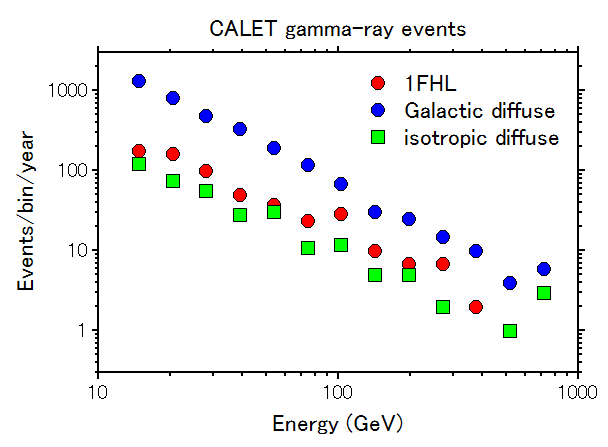 CALET gamma-ray events
1FHL
Galactic diffuse
isotropic diffuse
Events/bin/year
1000
100
10
1
10
100
1000
Energy (GeV)